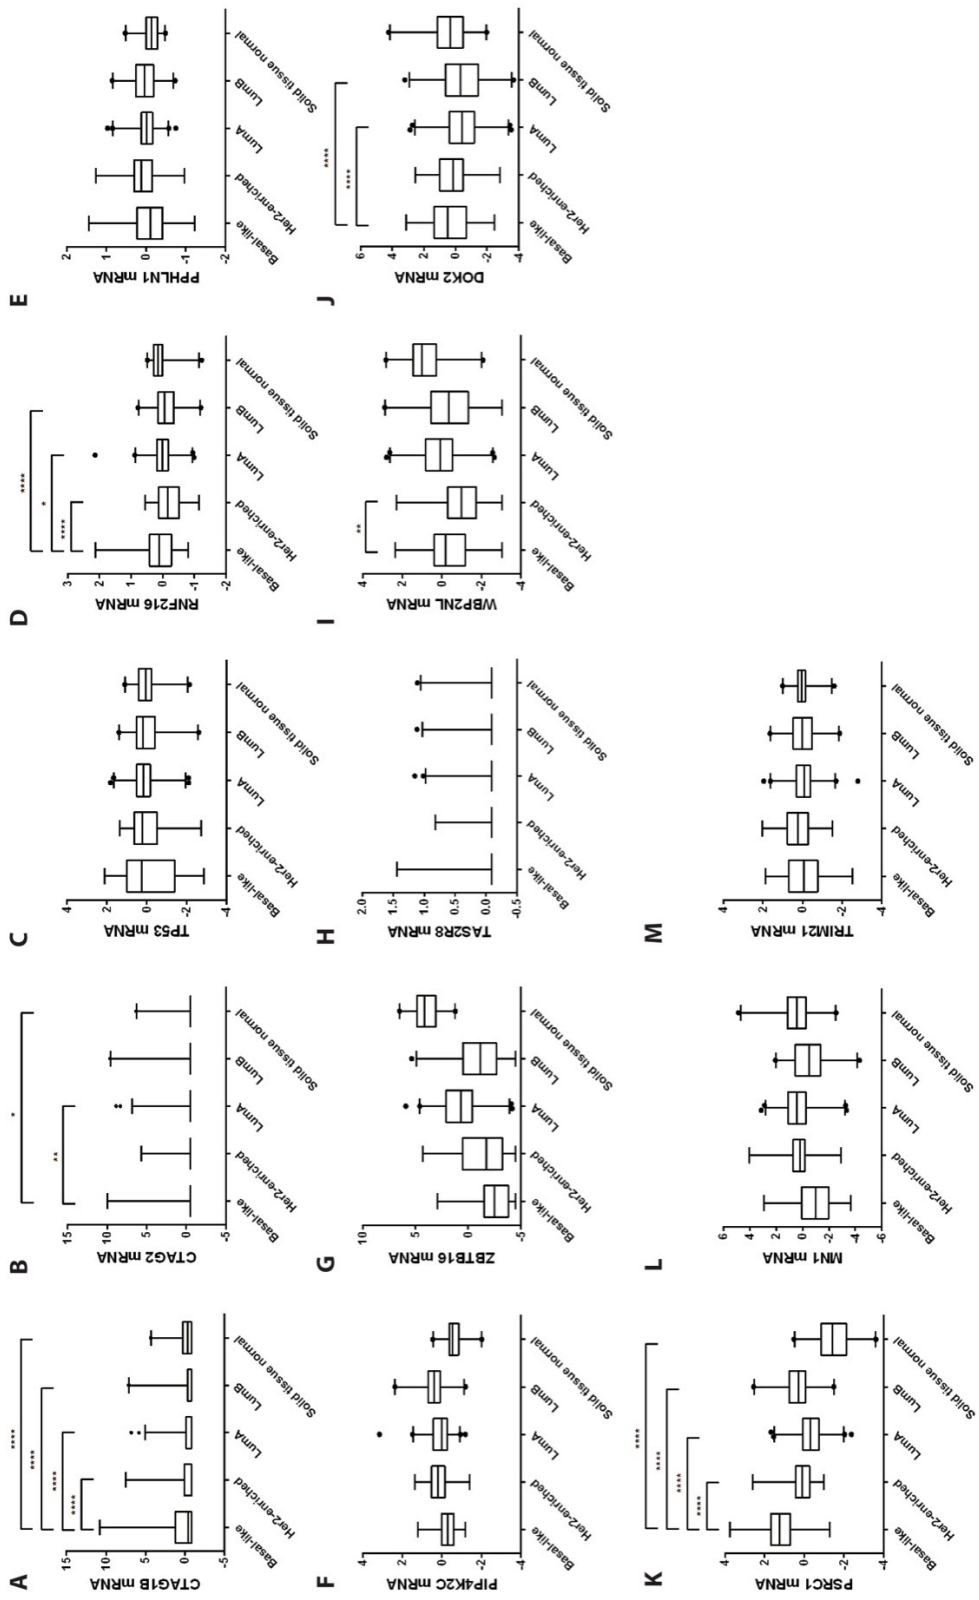 A
****
****
****
****
CTAG1B mRNA
15
10
5
0
-5
Basal-like
Her2-enriched
LumA
LumB
Solid tissue normal
B
*
**
CTAG2 mRNA
15
10
5
0
-5
Basal-like
Her2-enriched
LumA
LumB
Solid tissue normal
C
TP53 mRNA
4
2
0
-2
-4
Basal-like
Her2-enriched
LumA
LumB
Solid tissue normal
D
****
*
****
RNF216 mRNA
3
2
1
0
-1
-2
Basal-like
Her2-enriched
LumA
LumB
Solid tissue normal
E
PPHLN1 mRNA
2
1
0
-1
-2
Basal-like
Her2-enriched
LumA
LumB
Solid tissue normal
F
PIP4K2C mRNA
4
2
0
-2
-4
Basal-like
Her2-enriched
LumA
LumB
Solid tissue normal
G
ZBTB16 mRNA
10
5
0
-5
Basal-like
Her2-enriched
LumA
LumB
Solid tissue normal
H
TAS2R8 mRNA
2.0
1.5
1.0
0.5
0.0
-0.5
Basal-like
Her2-enriched
LumA
LumB
Solid tissue normal
I
**
WBP2NL mRNA
4
2
0
-2
-4
Basal-like
Her2-enriched
LumA
LumB
Solid tissue normal
J
****
****
DOK2 mRNA
6
4
2
0
-2
-4
Basal-like
Her2-enriched
LumA
LumB
Solid tissue normal
K
****
****
****
****
PSRC1 mRNA
4
2
0
-2
-4
Basal-like
Her2-enriched
LumA
LumB
Solid tissue normal
L
MN1 mRNA
6
4
2
0
-2
-4
-6
Basal-like
Her2-enriched
LumA
LumB
Solid tissue normal
M
TRIM21 mRNA
4
2
0
-2
-4
Basal-like
Her2-enriched
LumA
LumB
Solid tissue normal